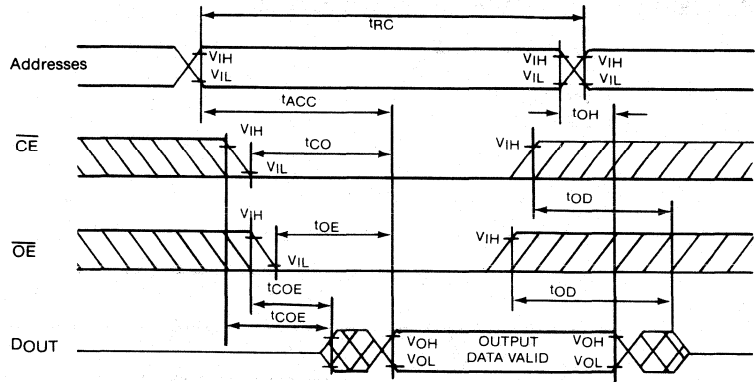 tRC
Addresses
VIH
VIL
VIH
VIL
VIH
VIL
tACC
tOH
CE
VIH
VIL
tCO
VIH
tOD
OE
VIH
VIL
tOE
VIH
tCOE
tOD
tCOE
DOUT
VOH
VOL
OUTPUT
DATA VALID
VOH
VOL